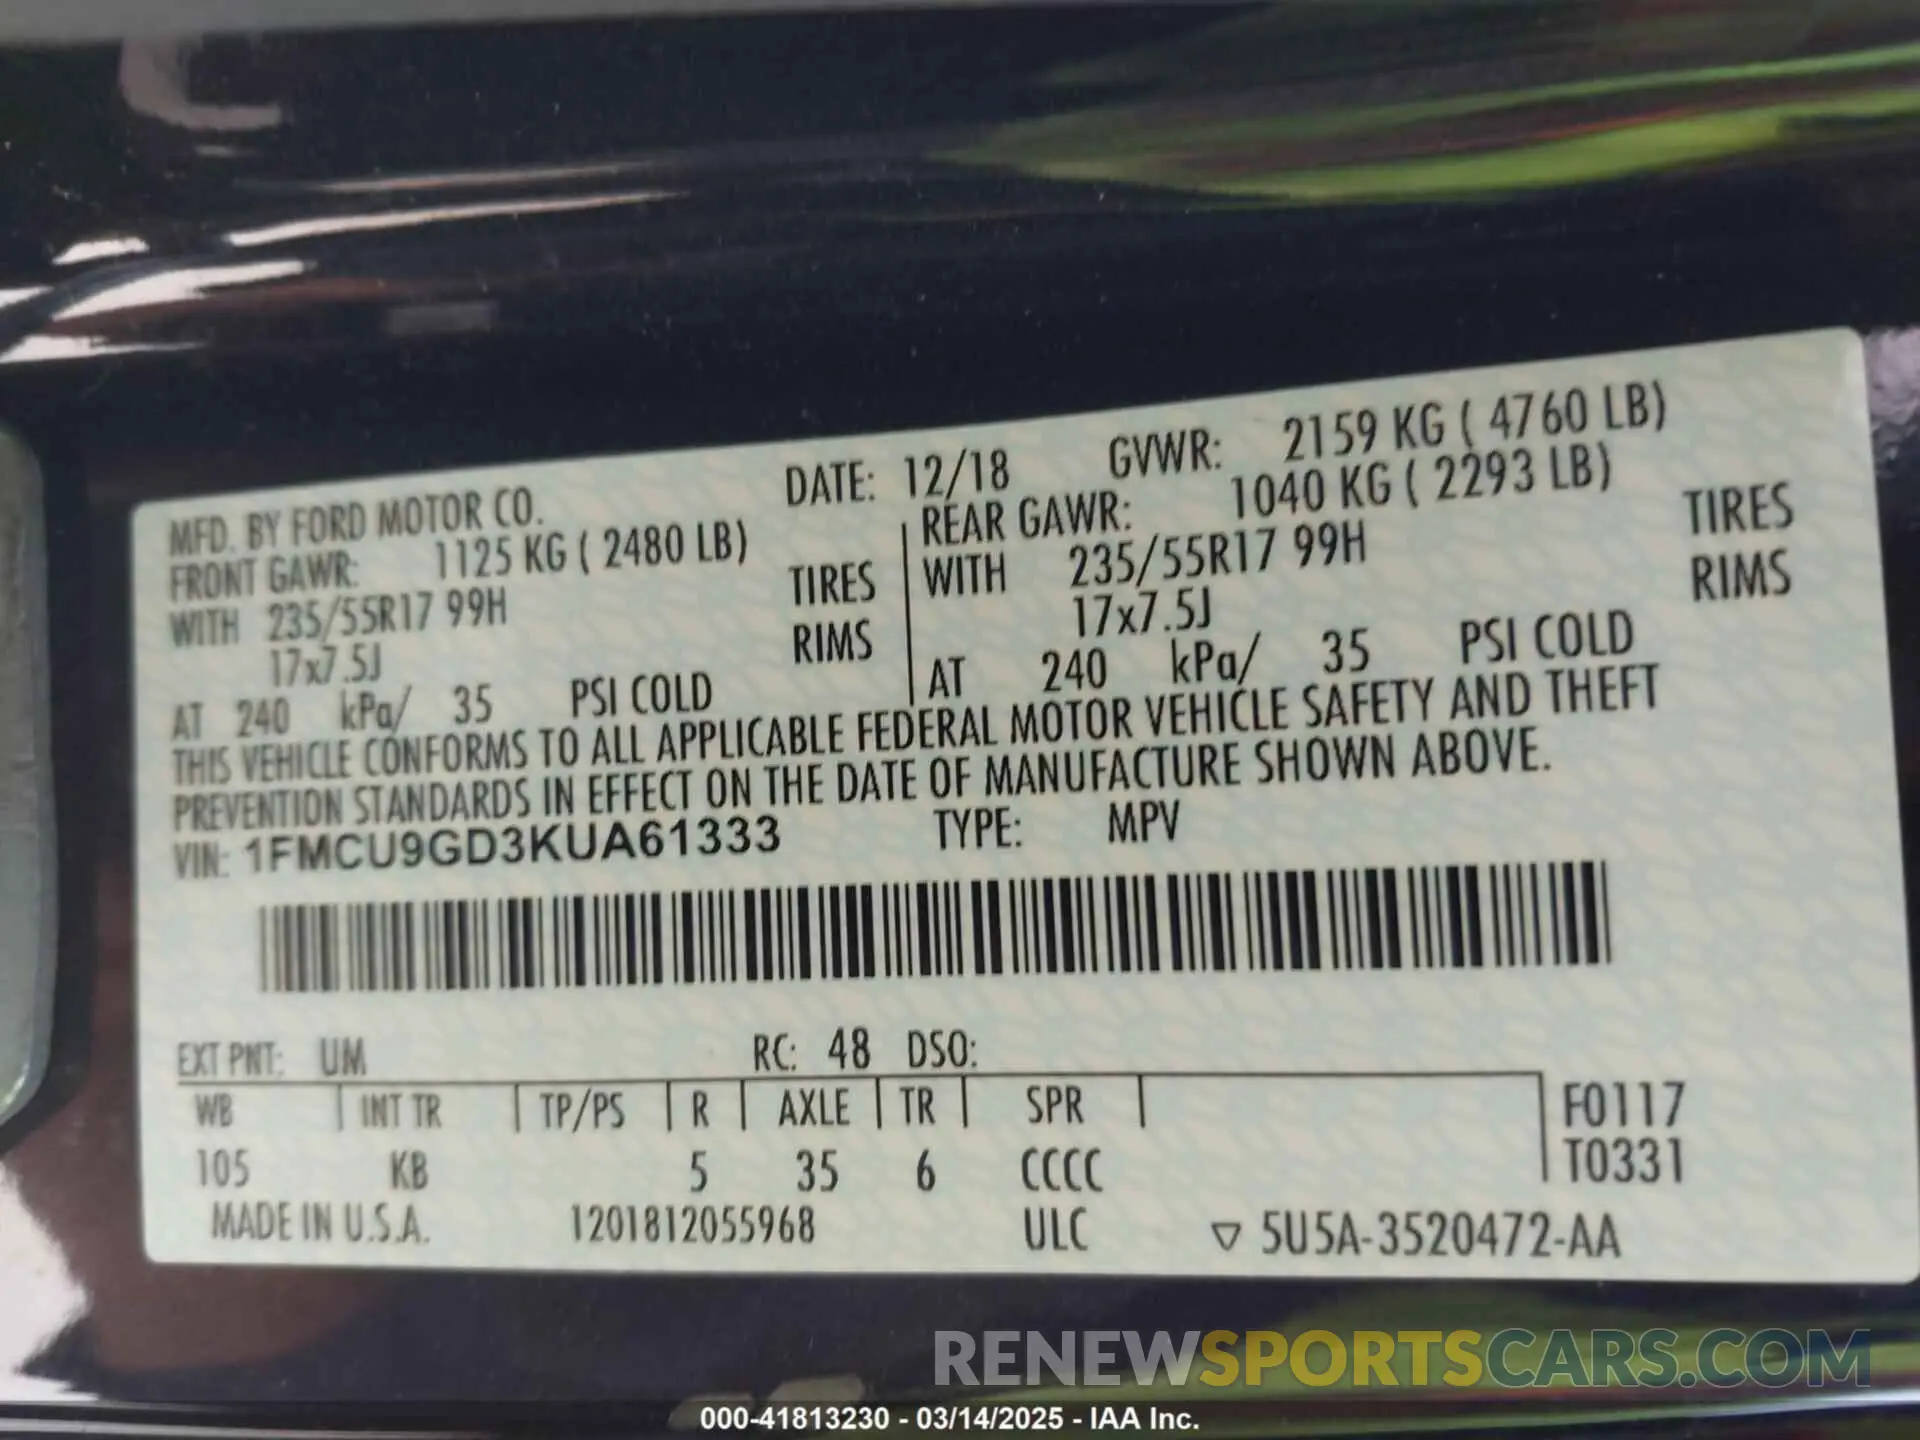 MFD. BY FORD MOTOR CO. DATE: 12/18 GVWR: 2159 KG ( 4760 LB)
FRONT GAWR: 1125 KG ( 2480 LB) REAR GAWR: 1040 KG ( 2293 LB)
WITH 235/55R17 99H TIRES WITH 235/55R17 99H TIRES
17x7.5J RIMS 17x7.5J RIMS
AT 240 kPa/ 35 PSI COLD AT 240 kPa/ 35 PSI COLD
THIS VEHICLE CONFORMS TO ALL APPLICABLE FEDERAL MOTOR VEHICLE SAFETY AND THEFT
PREVENTION STANDARDS IN EFFECT ON THE DATE OF MANUFACTURE SHOWN ABOVE.
VIN: 1FMCU9GD3KUA61333 TYPE: MPV
EXT PNT: UM RC: 48 DSO:
WB INT TR TP/PS R AXLE TR SPR F0117
105 KB 5 35 6 CCCC T0331
MADE IN U.S.A. 1201812055968 ULC ▽ 5U5A-3520472-AA
RENEWSPORTSCARS.COM
000-41813230 - 03/14/2025 - IAA Inc.